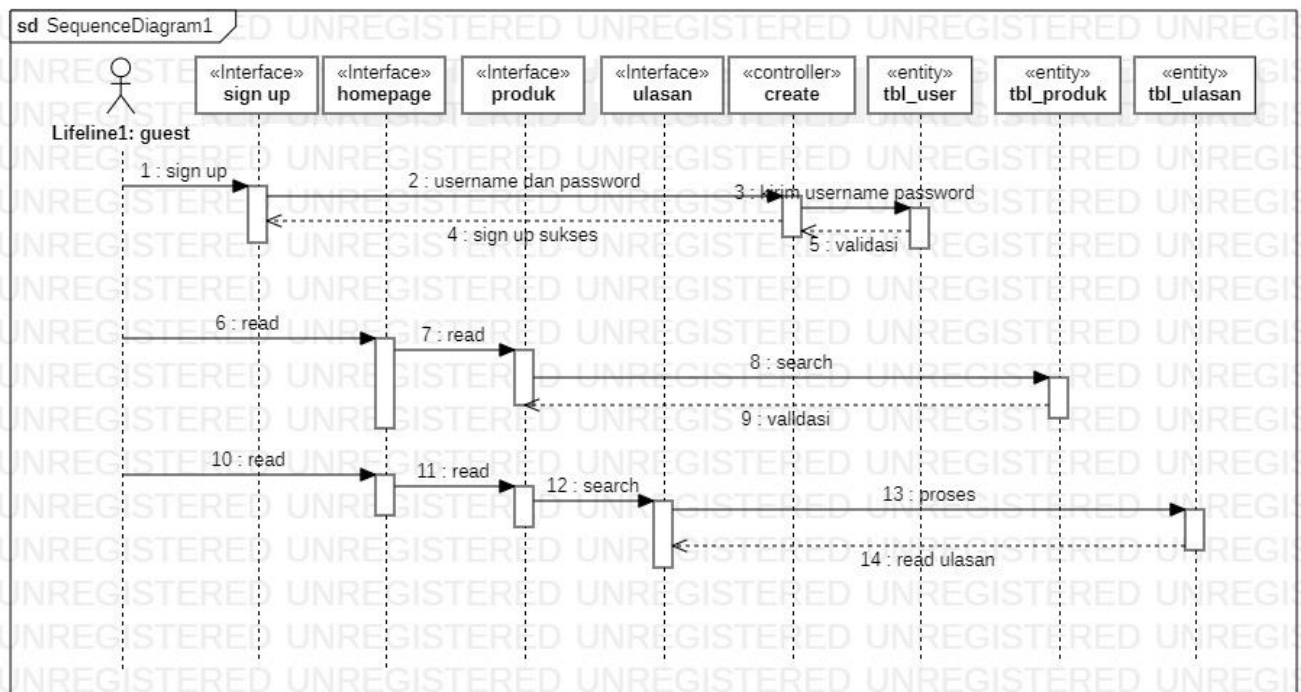 sd SequenceDiagram1
«Interface» «Interface» «Interface» «Interface» «controller» «entity» «entity» «entity»
sign up homepage produk ulasan create tbl_user tbl_produk tbl_ulasan
Lifeline1: guest
1 : sign up
2 : username dan password
3 : kirim username password
4 : sign up sukses
5 : validasi
6 : read
7 : read
8 : search
9 : validasi
10 : read
11 : read
12 : search
13 : proses
14 : read ulasan
UNREGISTERED